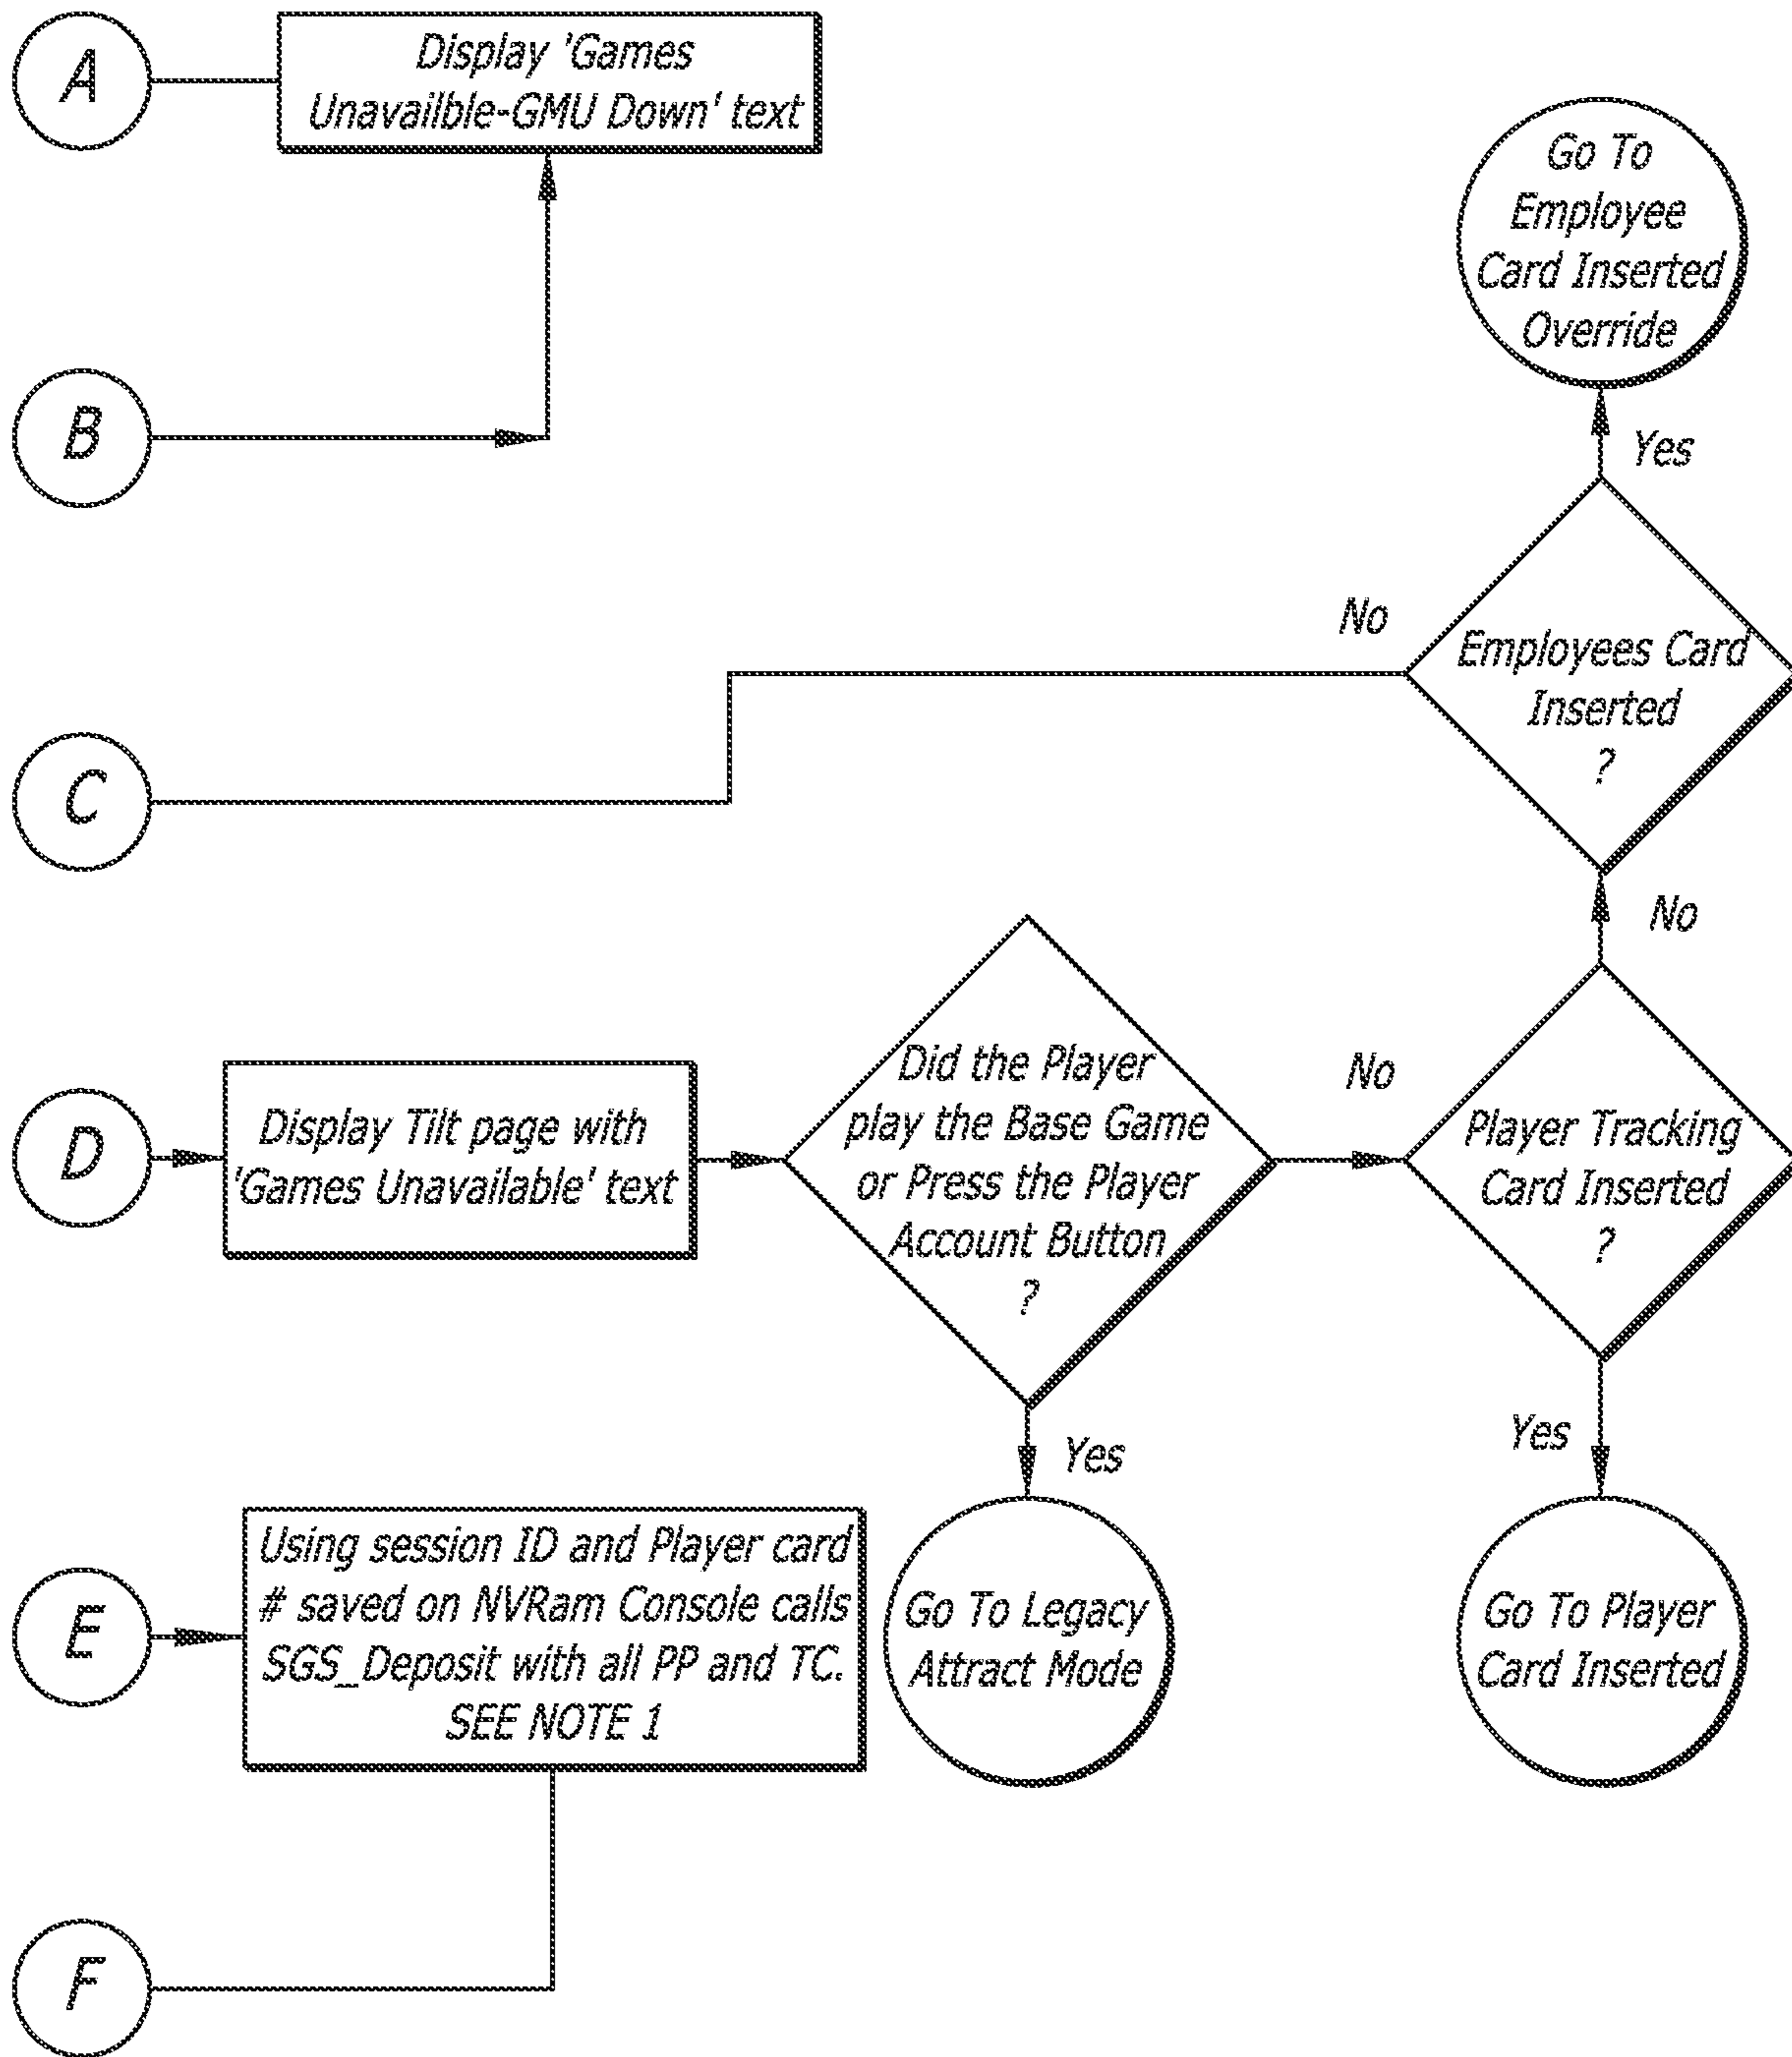 A
Display 'Games
Unavailble-GMU Down' text
Go To
Employee
Card Inserted
Override
B
Yes
No
Employees Card
Inserted
?
C
No
Did the Player
play the Base Game
or Press the Player
Account Button
?
No
Player Tracking
Card Inserted
?
D
Display Tilt page with
'Games Unavailable' text
Yes
Yes
E
Using session ID and Player card
# saved on NVRam Console calls
SGS_Deposit with all PP and TC.
SEE NOTE 1
Go To Legacy
Attract Mode
Go To Player
Card Inserted
F